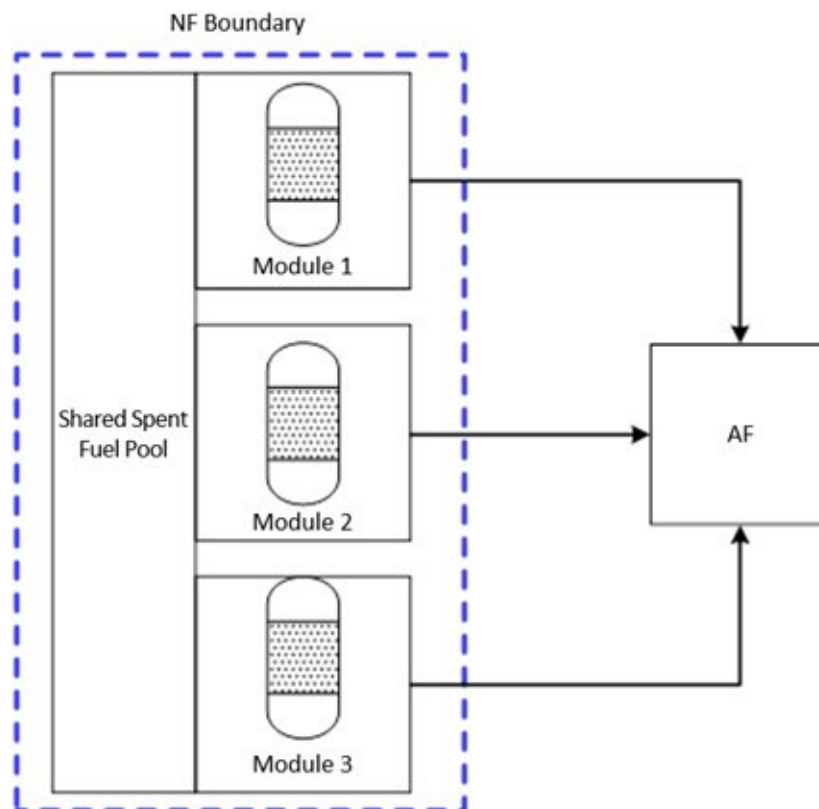 NF Boundary
Module 1
Shared Spent
Fuel Pool
Module 2
AF
Module 3